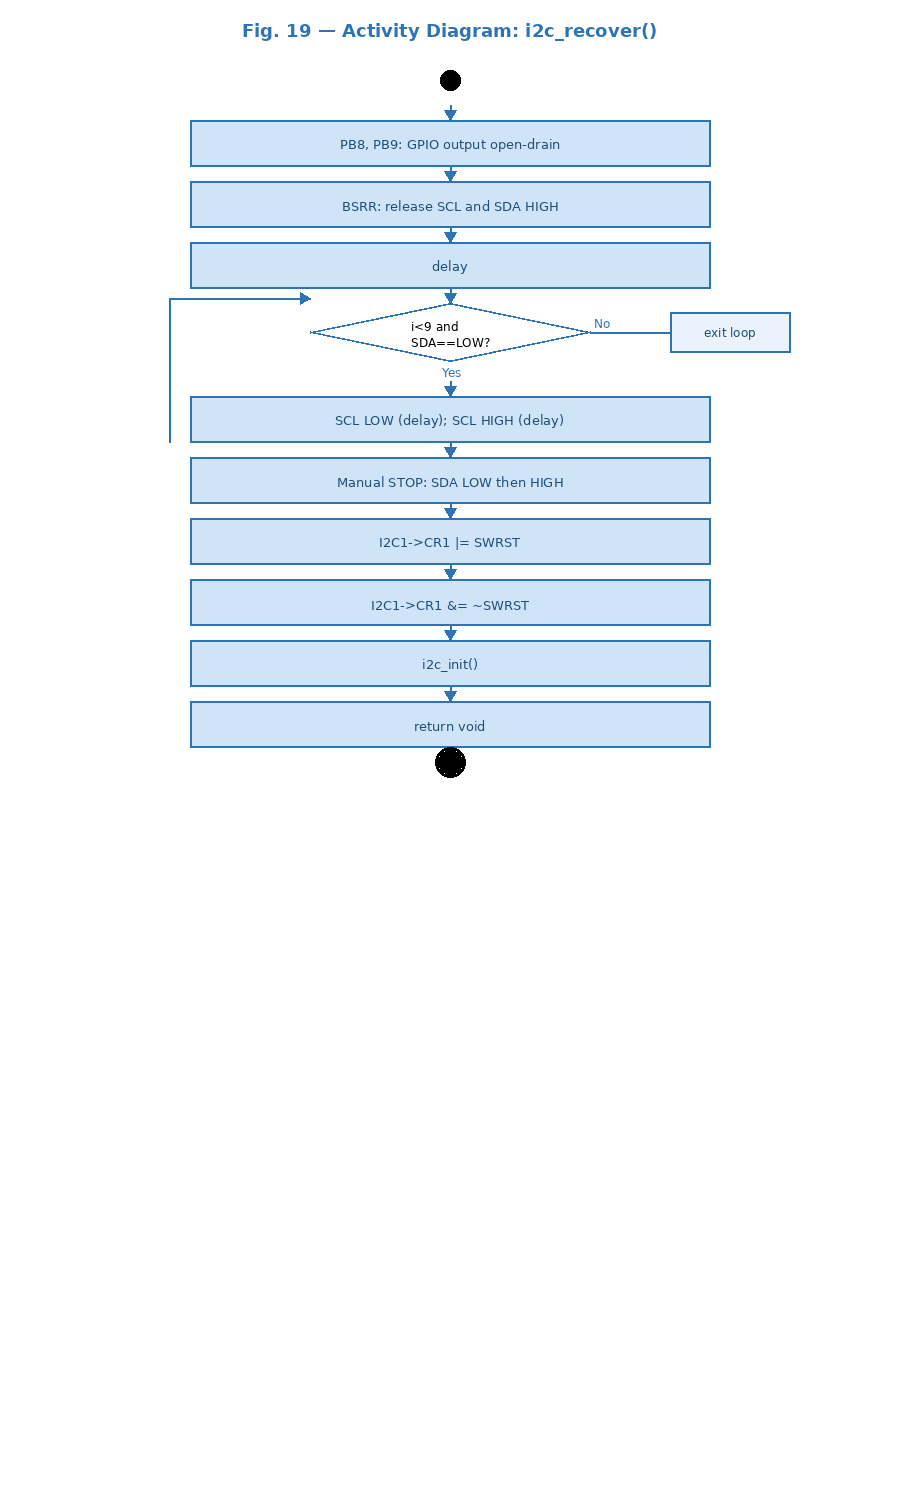 Fig. 19 — Activity Diagram: i2c_recover()
PB8, PB9: GPIO output open-drain
BSRR: release SCL and SDA HIGH
delay
i<9 and
SDA==LOW?
No
exit loop
Yes
SCL LOW (delay); SCL HIGH (delay)
Manual STOP: SDA LOW then HIGH
I2C1->CR1 |= SWRST
I2C1->CR1 &= ~SWRST
i2c_init()
return void